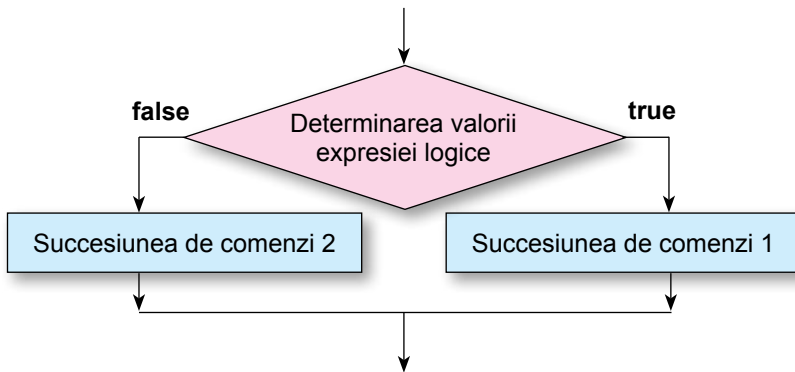 false
true
Determinarea valorii
expresiei logice
Succesiunea de comenzi 2
Succesiunea de comenzi 1